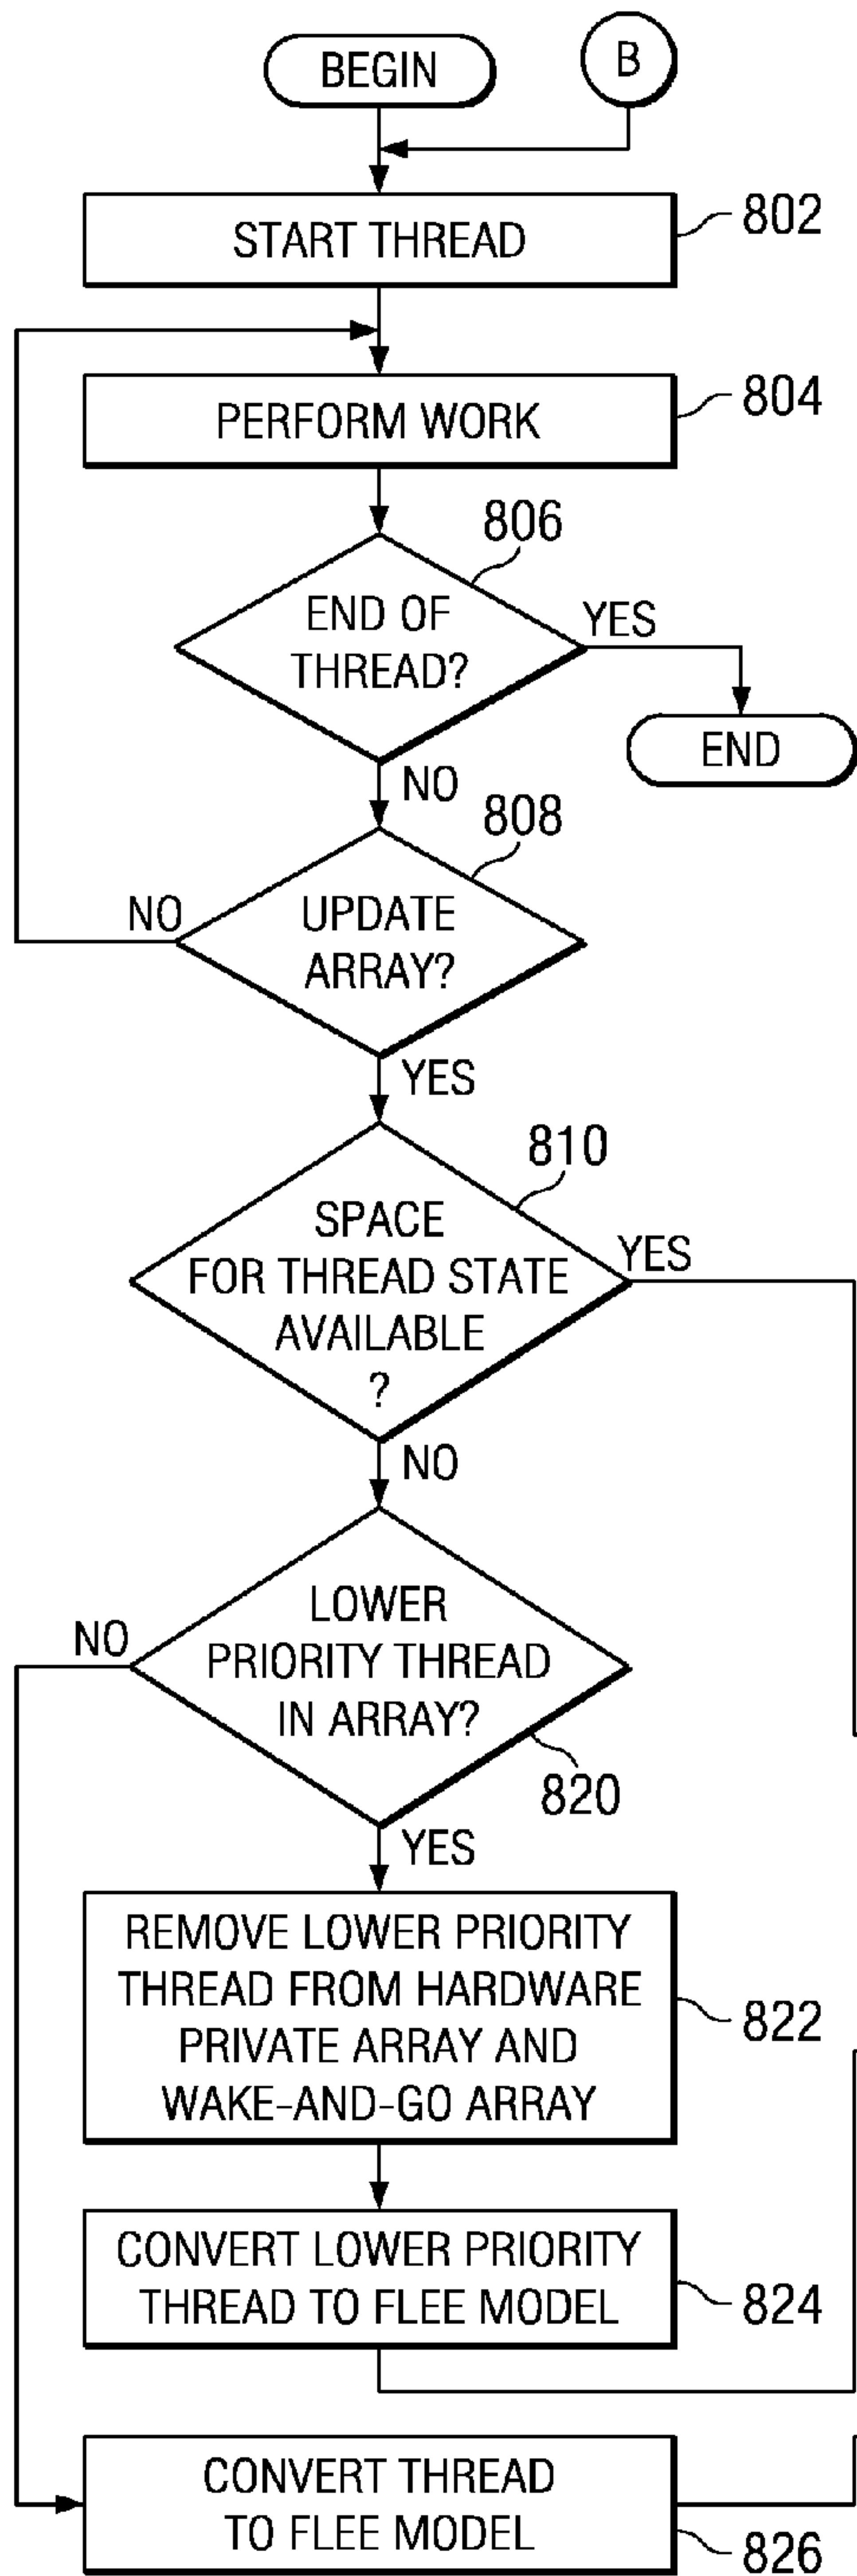 BEGIN
B
START THREAD
802
PERFORM WORK
804
806
END OF
THREAD?
YES
END
NO
808
UPDATE
ARRAY?
NO
YES
810
SPACE
FOR THREAD STATE
AVAILABLE
?
YES
NO
LOWER
PRIORITY THREAD
IN ARRAY?
NO
820
YES
REMOVE LOWER PRIORITY
THREAD FROM HARDWARE
PRIVATE ARRAY AND
WAKE-AND-GO ARRAY
822
CONVERT LOWER PRIORITY
THREAD TO FLEE MODEL
824
CONVERT THREAD
TO FLEE MODEL
826